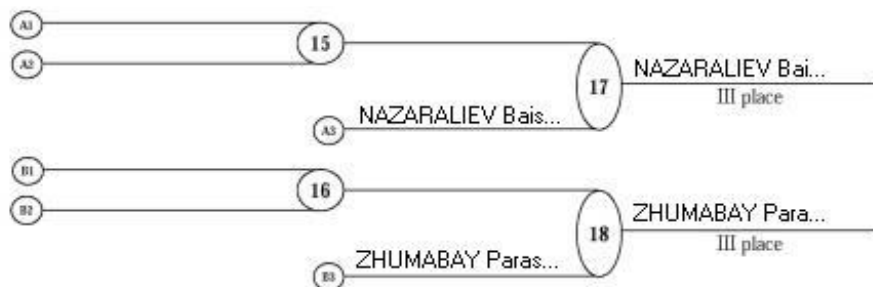 A1
15
A2
NAZARALIEV Bai...
17
III place
NAZARALIEV Bais...
A3
B1
16
B2
ZHUMABAY Para...
18
III place
ZHUMABAY Paras...
B3